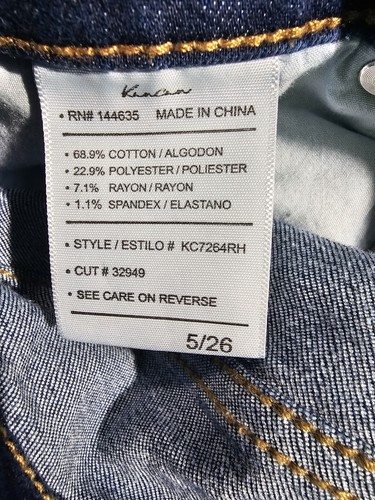 Kancan
• RN# 144635 MADE IN CHINA
• 68.9% COTTON / ALGODON
• 22.9% POLYESTER / POLIESTER
• 7.1% RAYON / RAYON
• 1.1% SPANDEX / ELASTANO
• STYLE / ESTILO # KC7264RH
• CUT # 32949
• SEE CARE ON REVERSE
5/26